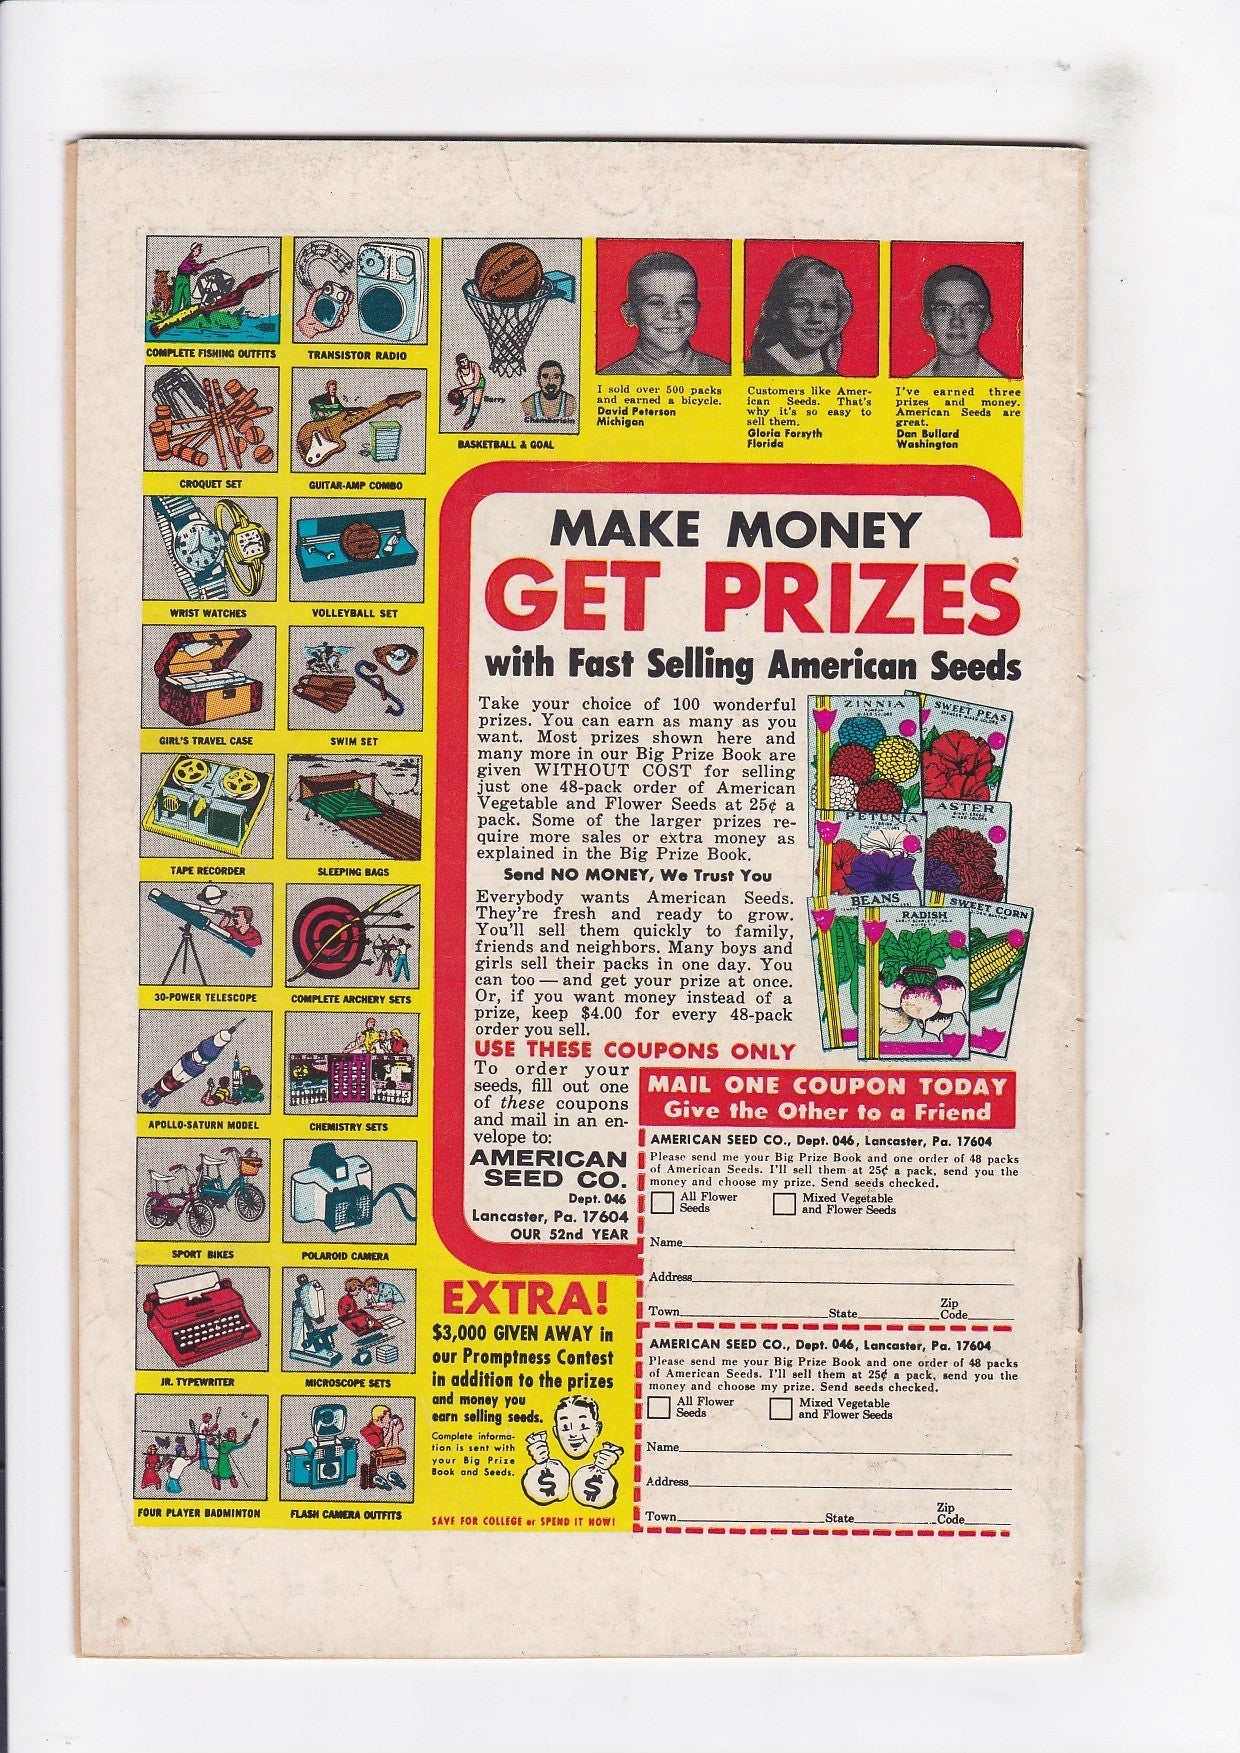 COMPLETE FISHING OUTFITS
TRANSISTOR RADIO
SPALDING
Barry
Chamberlain
BASKETBALL & GOAL
CROQUET SET
GUITAR-AMP COMBO
WRIST WATCHES
VOLLEYBALL SET
GIRL'S TRAVEL CASE
SWIM SET
TAPE RECORDER
SLEEPING BAGS
30-POWER TELESCOPE
COMPLETE ARCHERY SETS
APOLLO-SATURN MODEL
CHEMISTRY SETS
SPORT BIKES
POLAROID CAMERA
JR. TYPEWRITER
MICROSCOPE SETS
FOUR PLAYER BADMINTON
FLASH CAMERA OUTFITS
I sold over 500 packs
and earned a bicycle.
David Peterson
Michigan
Customers like Amer-
ican Seeds. That's
why it's so easy to
sell them.
Gloria Forsyth
Florida
I've earned three
prizes and money.
American Seeds are
great.
Dan Bullard
Washington
MAKE MONEY
GET PRIZES
with Fast Selling American Seeds
Take your choice of 100 wonderful
prizes. You can earn as many as you
want. Most prizes shown here and
many more in our Big Prize Book are
given WITHOUT COST for selling
just one 48-pack order of American
Vegetable and Flower Seeds at 25¢ a
pack. Some of the larger prizes re-
quire more sales or extra money as
explained in the Big Prize Book.
Send NO MONEY, We Trust You
Everybody wants American Seeds.
They're fresh and ready to grow.
You'll sell them quickly to family,
friends and neighbors. Many boys and
girls sell their packs in one day. You
can too — and get your prize at once.
Or, if you want money instead of a
prize, keep $4.00 for every 48-pack
order you sell.
USE THESE COUPONS ONLY
To order your
seeds, fill out one
of these coupons
and mail in an en-
velope to:
AMERICAN
SEED CO.
Dept. 046
Lancaster, Pa. 17604
OUR 52nd YEAR
ZINNIA
SWEET PEAS
PETUNIA
ASTER
BEANS
RADISH
SWEET CORN
MAIL ONE COUPON TODAY
Give the Other to a Friend
AMERICAN SEED CO., Dept. 046, Lancaster, Pa. 17604
Please send me your Big Prize Book and one order of 48 packs
of American Seeds. I'll sell them at 25¢ a pack, send you the
money and choose my prize. Send seeds checked.
All Flower
Seeds
Mixed Vegetable
and Flower Seeds
Name
Address
Town State Zip Code
AMERICAN SEED CO., Dept. 046, Lancaster, Pa. 17604
Please send me your Big Prize Book and one order of 48 packs
of American Seeds. I'll sell them at 25¢ a pack, send you the
money and choose my prize. Send seeds checked.
All Flower
Seeds
Mixed Vegetable
and Flower Seeds
Name
Address
Town State Zip Code
EXTRA!
$3,000 GIVEN AWAY in
our Promptness Contest
in addition to the prizes
and money you
earn selling seeds.
Complete informa-
tion is sent with
your Big Prize
Book and Seeds.
$ $
SAVE FOR COLLEGE or SPEND IT NOW!